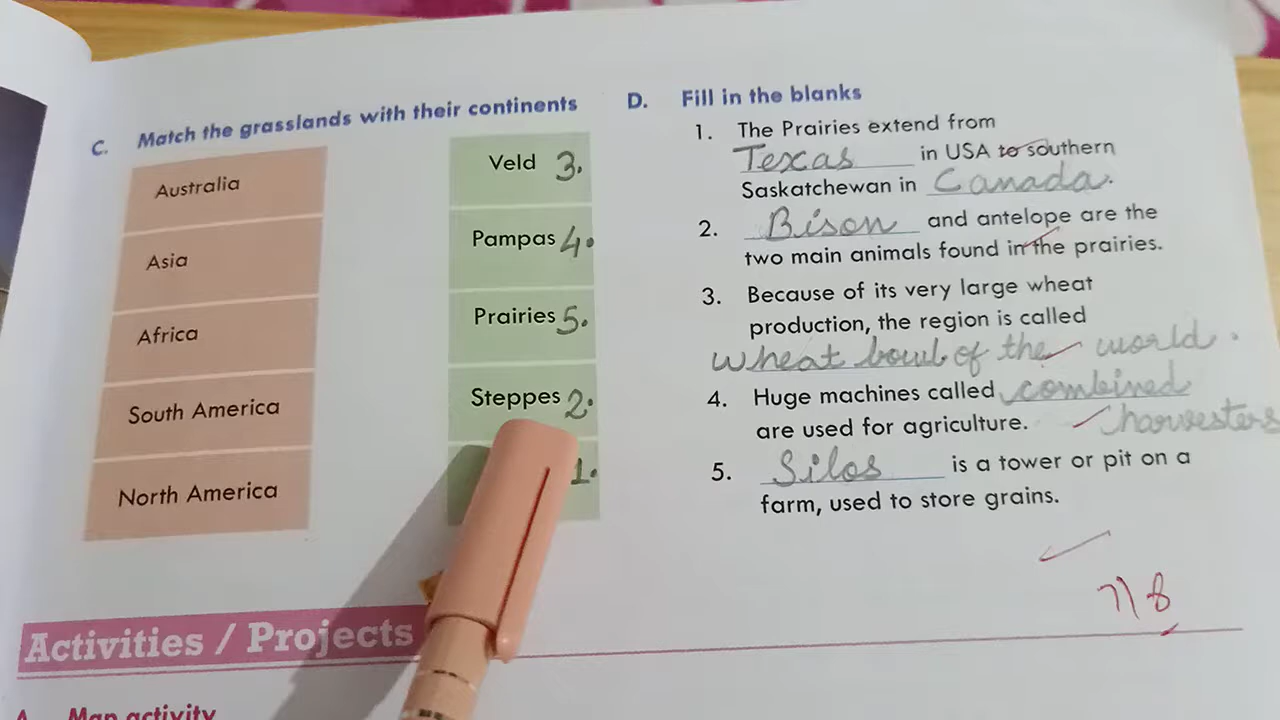 C. Match the grasslands with their continents
Australia
Asia
Africa
South America
North America
Veld 3.
Pampas 4.
Prairies 5.
Steppes 2.
1.
D. Fill in the blanks
1. The Prairies extend from
Texas in USA to southern
Saskatchewan in Canada.
2. Bison and antelope are the
two main animals found in the prairies.
3. Because of its very large wheat
production, the region is called
wheat bowl of the world.
4. Huge machines called combined
are used for agriculture. harvesters
5. Silos is a tower or pit on a
farm, used to store grains.
7/8
Activities / Projects
A. Map activity